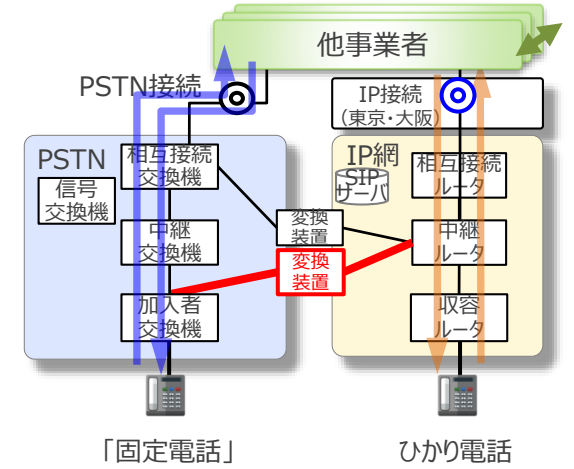 他事業者
PSTN接続
IP接続
（東京・大阪）
PSTN
相互接続
交換機
信号
交換機
中継
交換機
加入者
交換機
変換
装置
変換
装置
IP網
SIP
サーバ
相互接続
ルータ
中継
ルータ
収容
ルータ
「固定電話」
ひかり電話